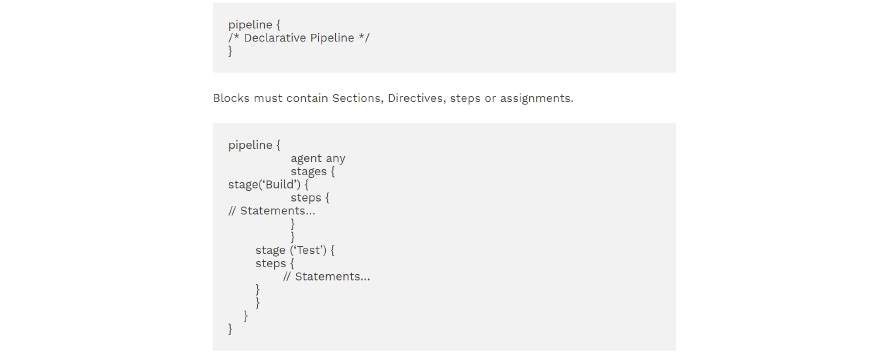 pipeline {
/* Declarative Pipeline */
}
Blocks must contain Sections, Directives, steps or assignments.
pipeline {
agent any
stages {
stage(‘Build’) {
steps {
// Statements…
}
}
stage (‘Test’) {
steps {
// Statements…
}
}
}
}